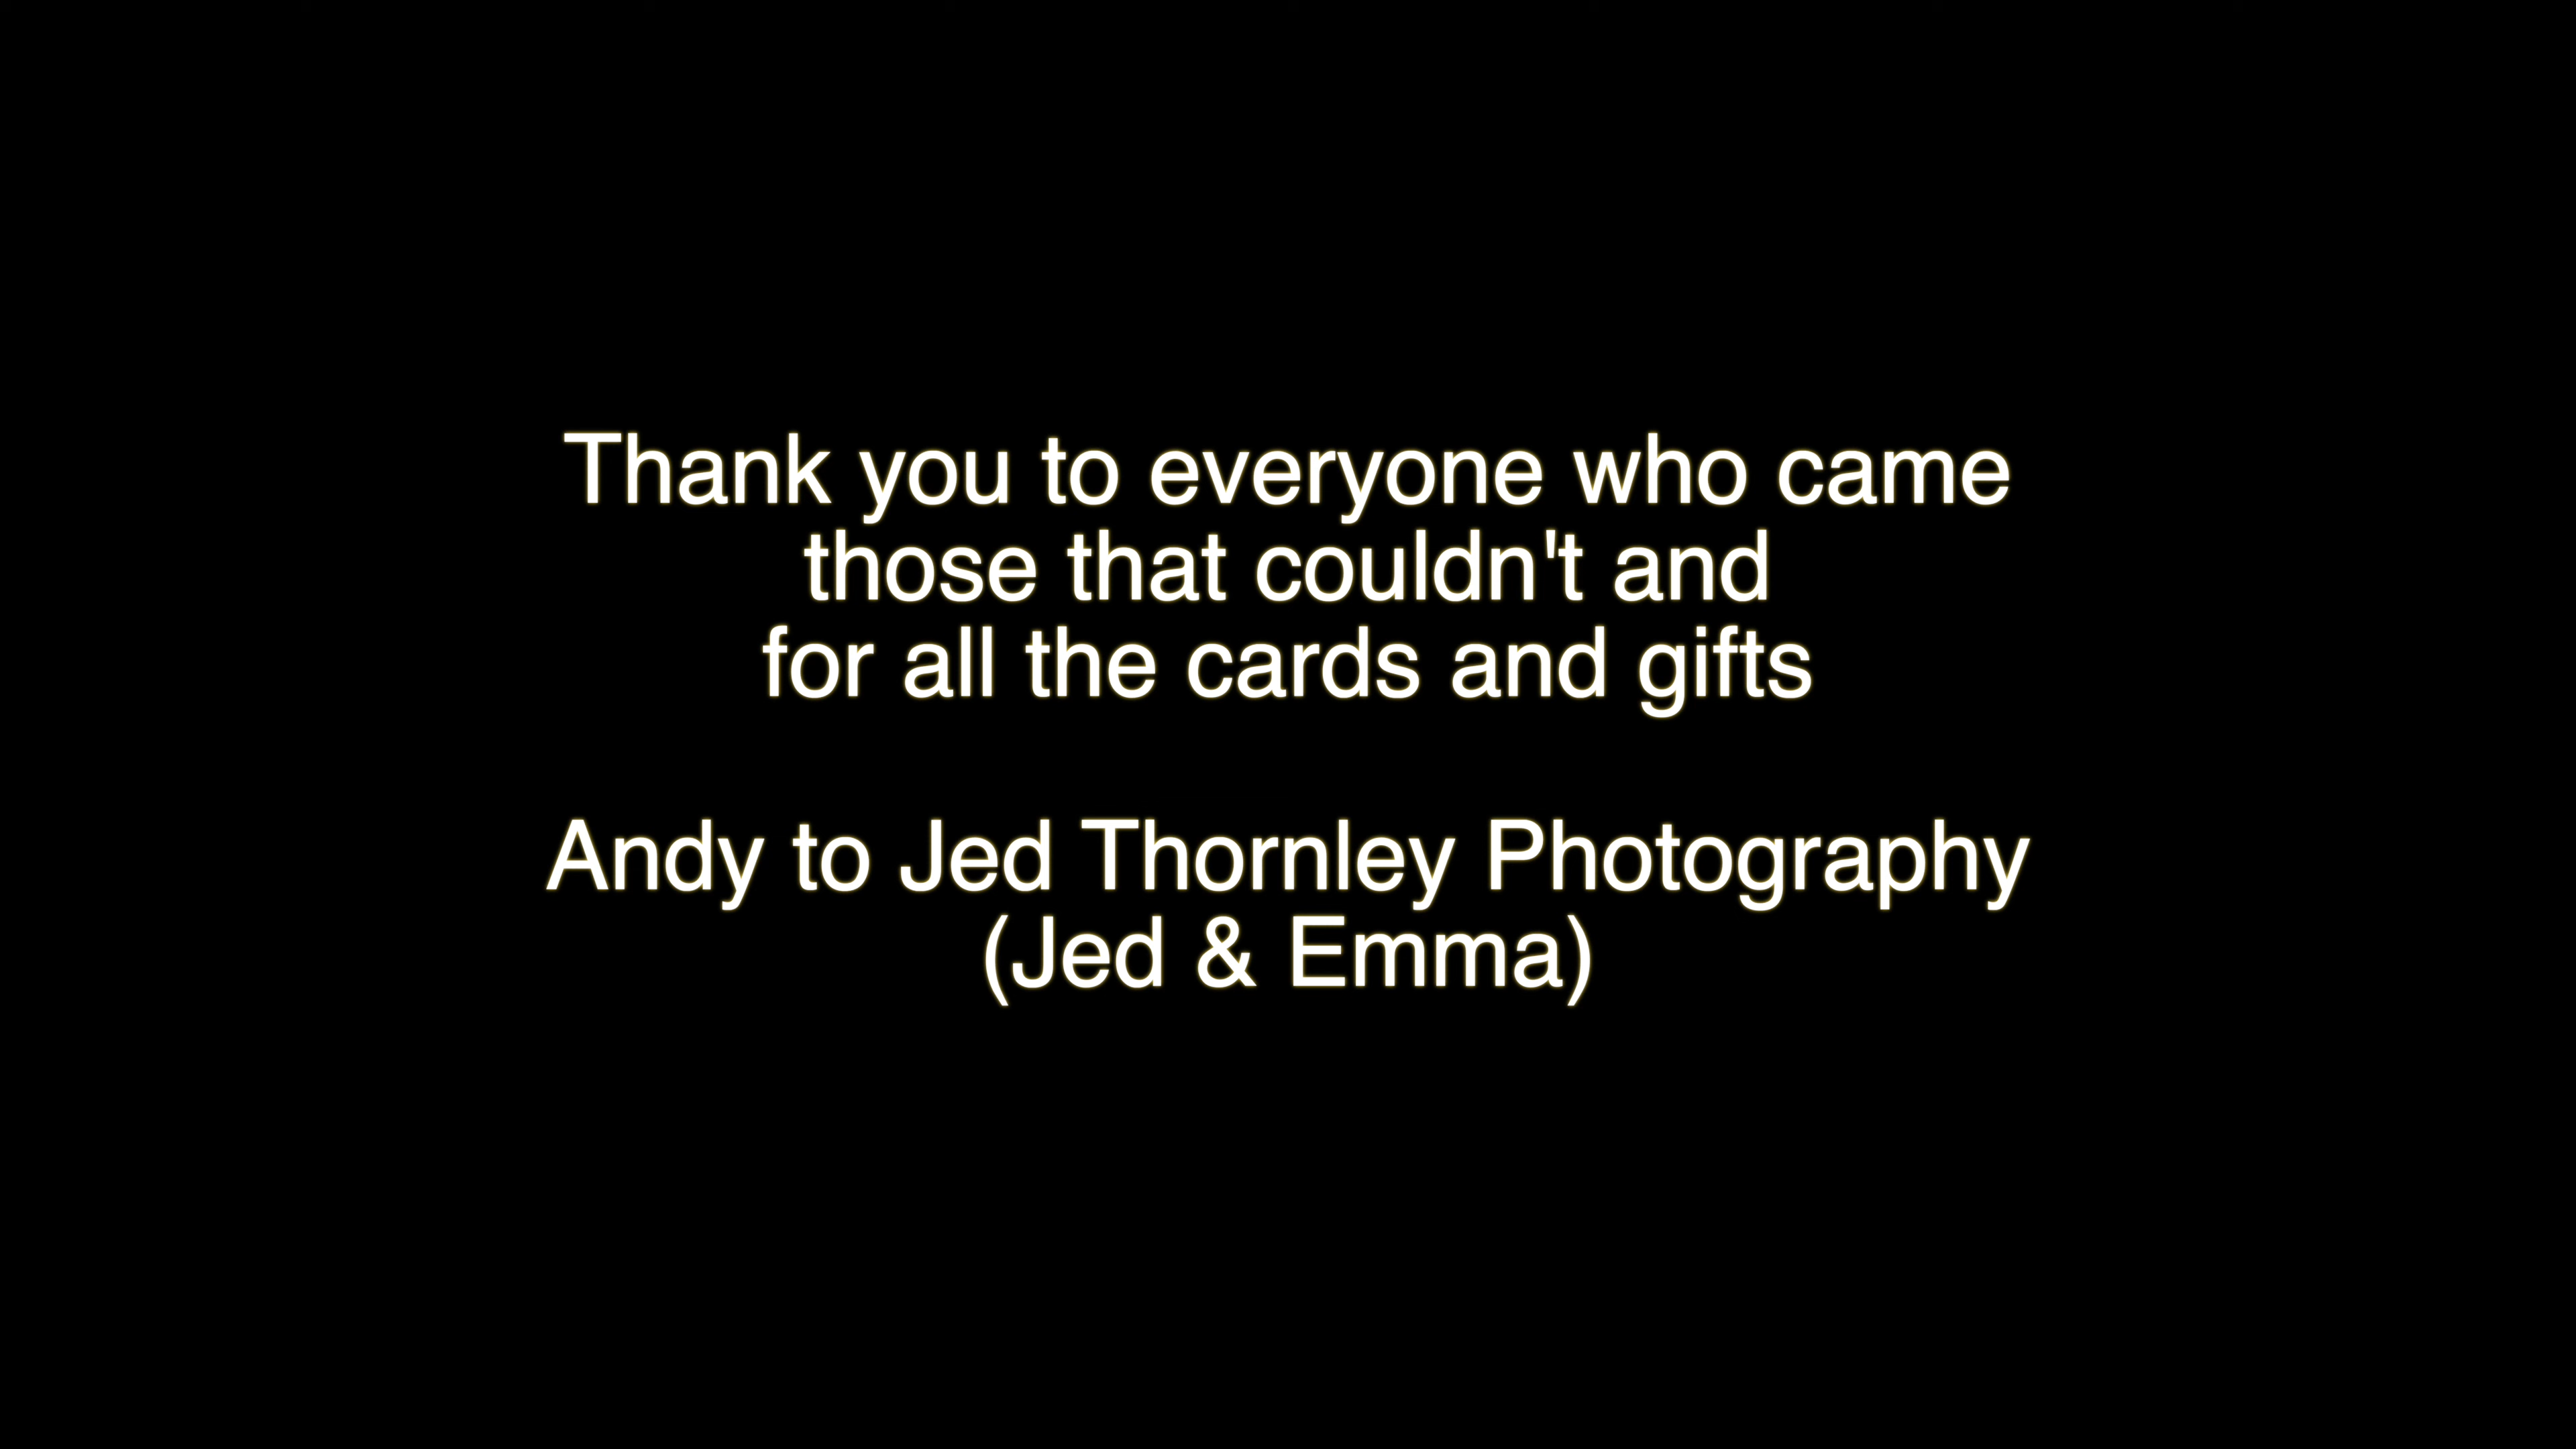 Thank you to everyone who came
those that couldn't and
for all the cards and gifts
Andy to Jed Thornley Photography
(Jed & Emma)